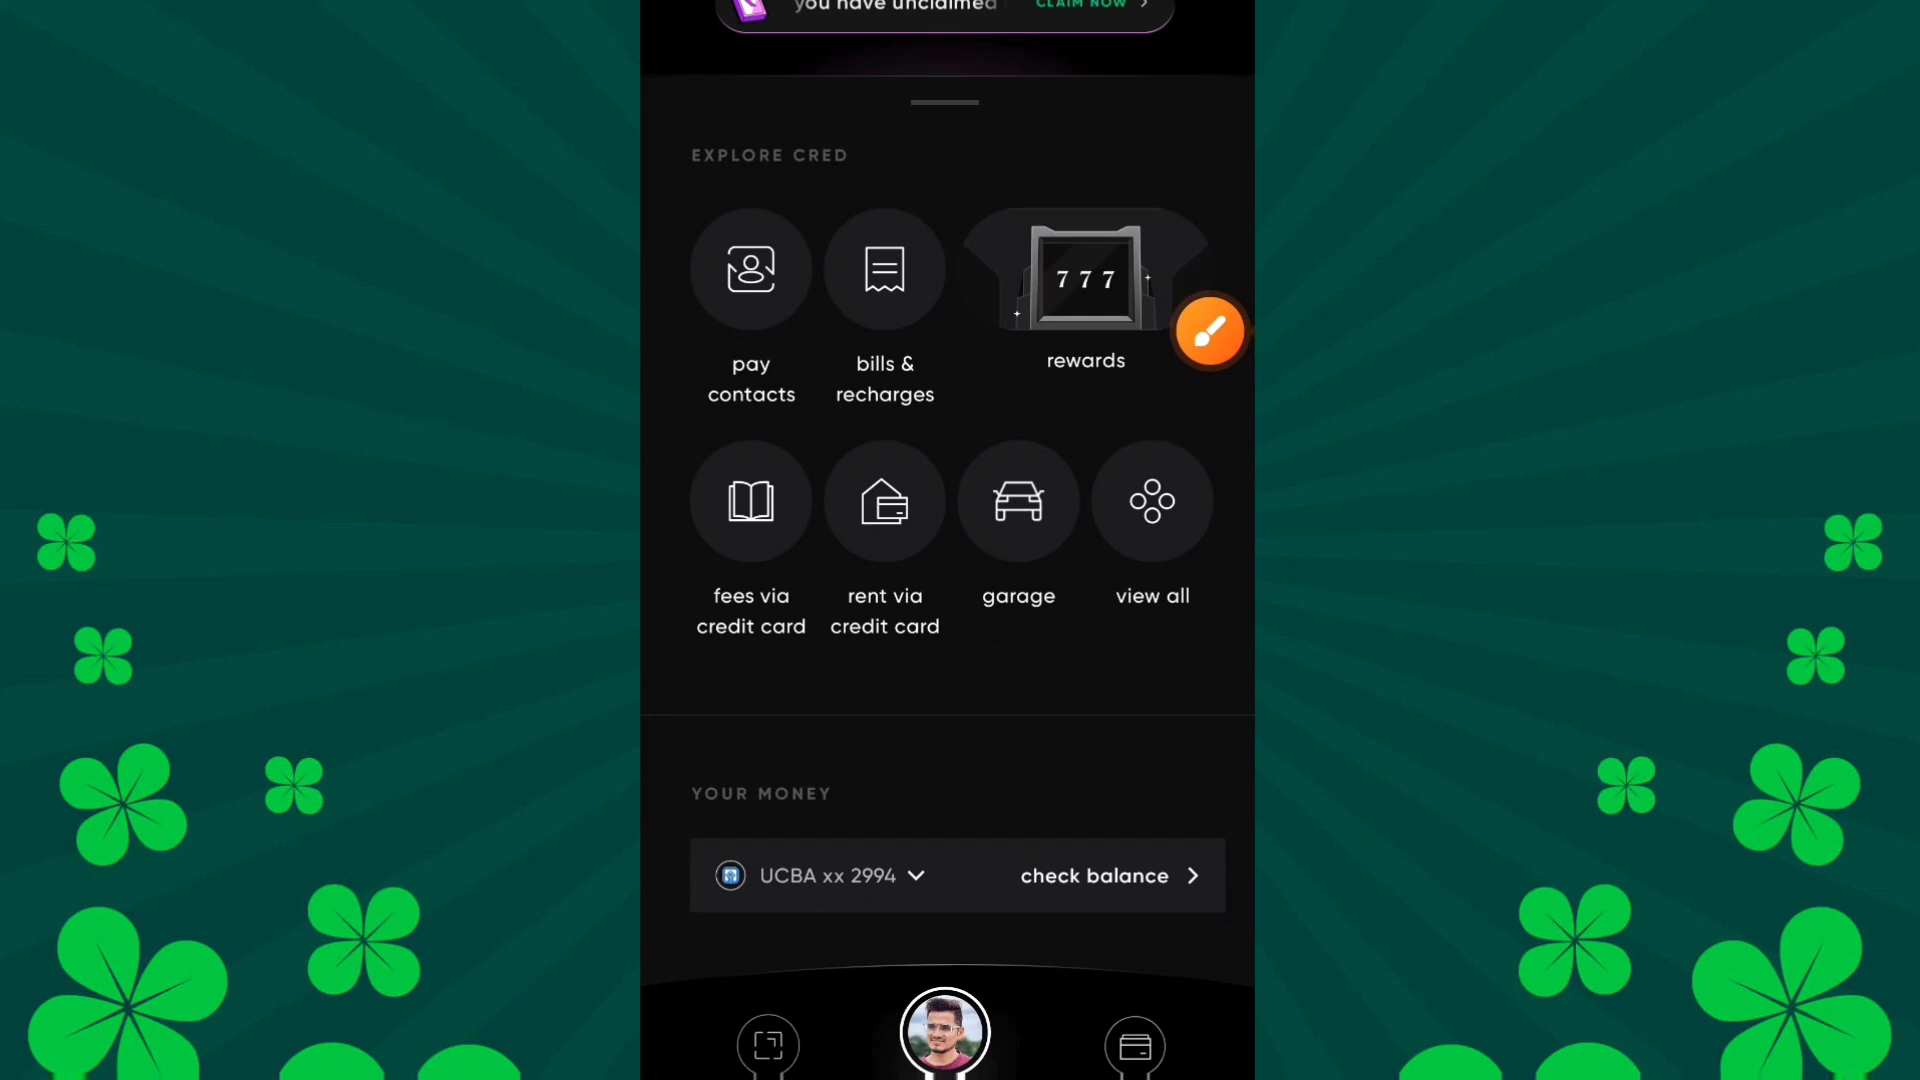 you have unclaimed
CLAIM NOW
EXPLORE CRED
777
pay
contacts
bills &
recharges
rewards
fees via
credit card
rent via
credit card
garage
view all
YOUR MONEY
UCBA xx 2994
check balance